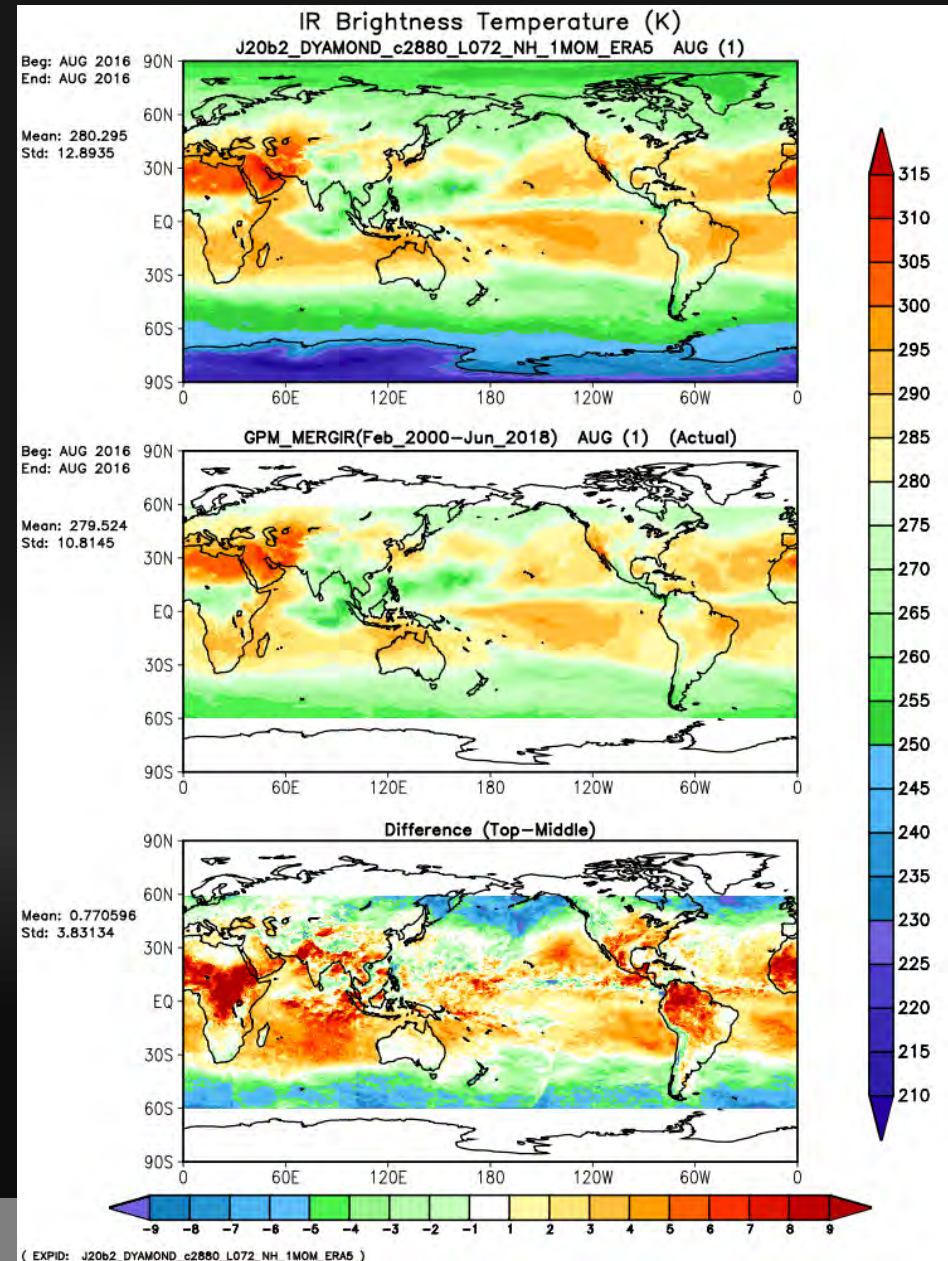 IR Brightness Temperature (K)
J20b2_DYAMOND_c2880_L072_NH_1MOM_ERA5 AUG (1)
Beg: AUG 2016
End: AUG 2016
Mean: 280.295
Std: 12.8935
90N
60N
30N
EQ
30S
60S
90S
0 60E 120E 180 120W 60W 0
GPM_MERGIR(Feb_2000-Jun_2018) AUG (1) (Actual)
Beg: AUG 2016
End: AUG 2016
Mean: 279.524
Std: 10.8145
90N
60N
30N
EQ
30S
60S
90S
0 60E 120E 180 120W 60W 0
Difference (Top-Middle)
Mean: 0.770596
Std: 3.83134
90N
60N
30N
EQ
30S
60S
90S
0 60E 120E 180 120W 60W 0
315
310
305
300
295
290
285
280
275
270
265
260
255
250
245
240
235
230
225
220
215
210
-9 -8 -7 -6 -5 -4 -3 -2 -1 1 2 3 4 5 6 7 8 9
( EXPID: J20b2_DYAMOND_c2880_L072_NH_1MOM_ERA5 )